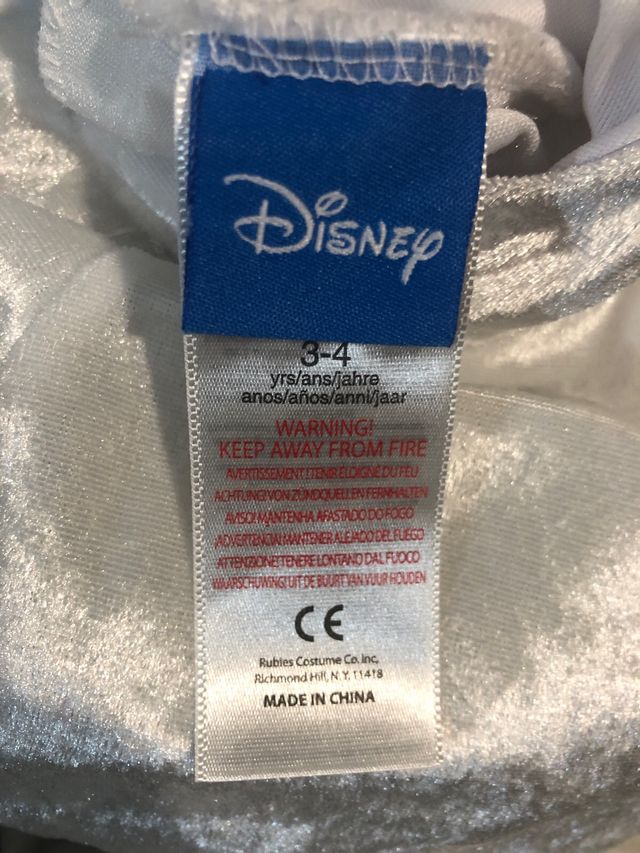 Disney
3-4
yrs/ans/jahre
anos/años/anni/jaar
WARNING!
KEEP AWAY FROM FIRE
AVERTISSEMENT! TENIR ÉLOIGNÉ DU FEU
ACHTUNG! VON ZÜNDQUELLEN FERNHALTEN
AVISO! MANTENHA AFASTADO DO FOGO
ADVERTENCIA! MANTENER ALEJADO DEL FUEGO
ATTENZIONE! TENERE LONTANO DAL FUOCO
WAARSCHUWING! UIT DE BUURT VAN VUUR HOUDEN
CE
Rubies Costume Co. Inc,
Richmond Hill, N.Y. 11418
MADE IN CHINA